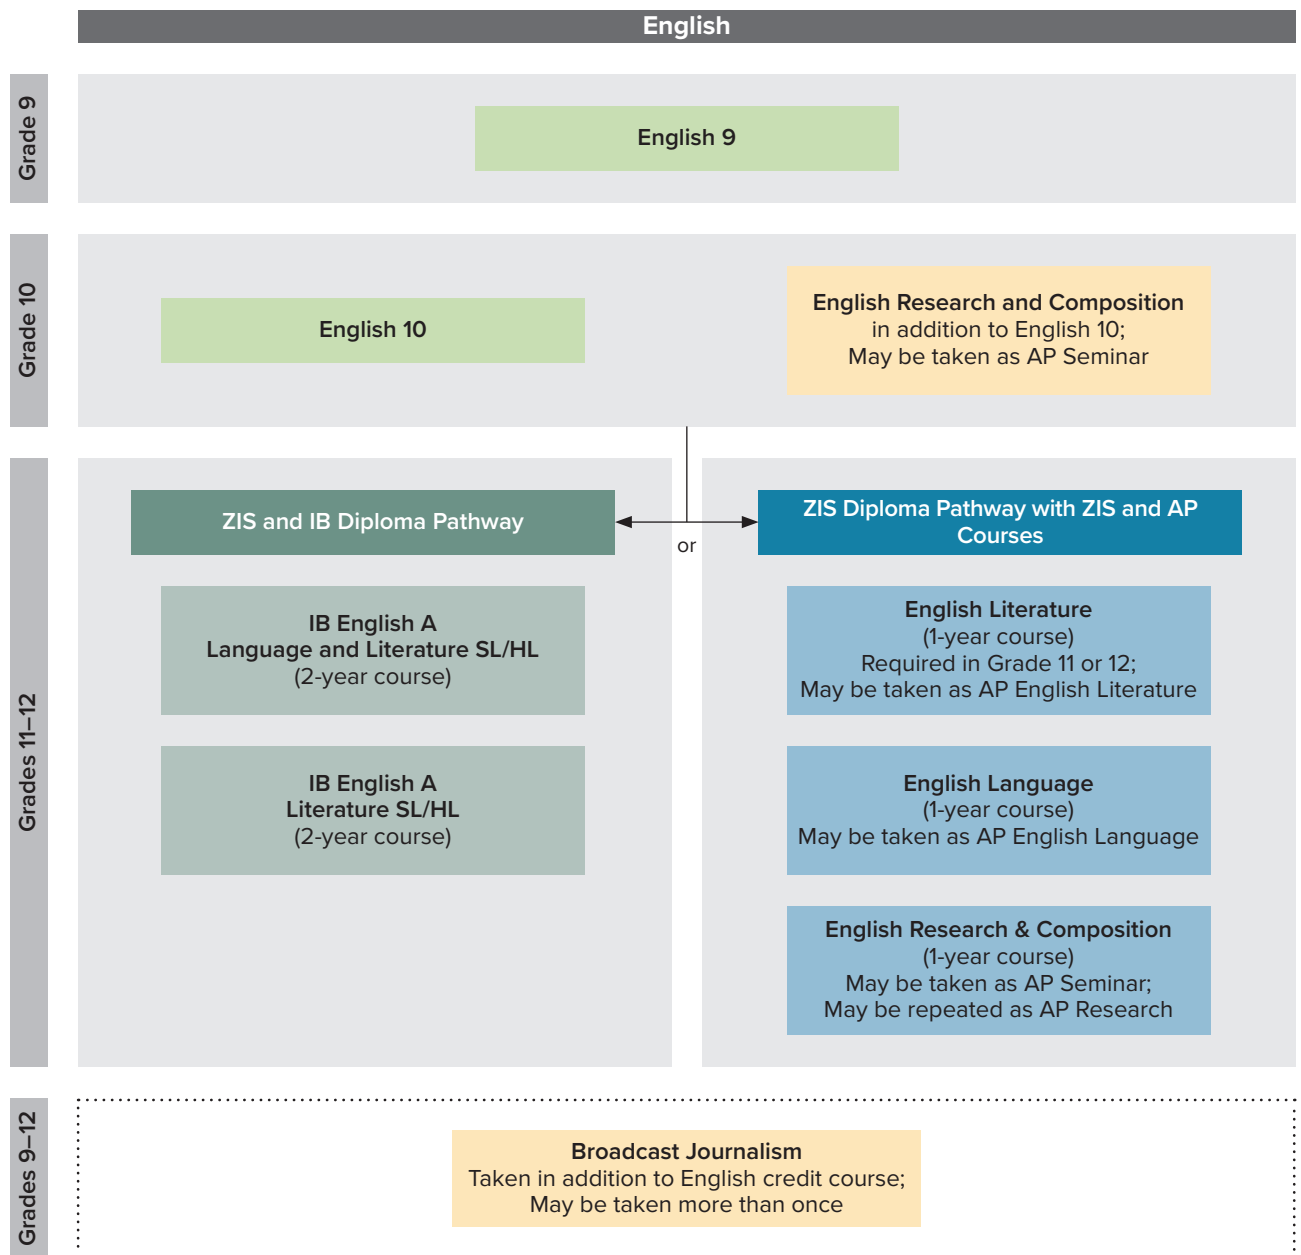 English
Grade 9
English 9
Grade 10
English 10
English Research and Composition
in addition to English 10;
May be taken as AP Seminar
Grades 11–12
ZIS and IB Diploma Pathway
or
ZIS Diploma Pathway with ZIS and AP
Courses
IB English A
Language and Literature SL/HL
(2-year course)
IB English A
Literature SL/HL
(2-year course)
English Literature
(1-year course)
Required in Grade 11 or 12;
May be taken as AP English Literature
English Language
(1-year course)
May be taken as AP English Language
English Research & Composition
(1-year course)
May be taken as AP Seminar;
May be repeated as AP Research
Grades 9–12
Broadcast Journalism
Taken in addition to English credit course;
May be taken more than once